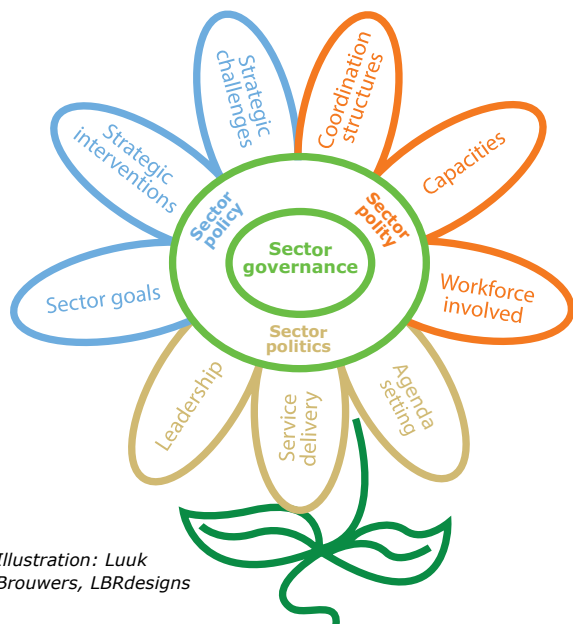 Strategic
challenges
Coordination
structures
Strategic
interventions
Capacities
Sector
policy
Sector
polity
Sector
governance
Sector goals
Workforce
involved
Sector
politics
Leadership
Service
delivery
Agenda
setting
Illustration: Luuk
Brouwers, LBRdesigns